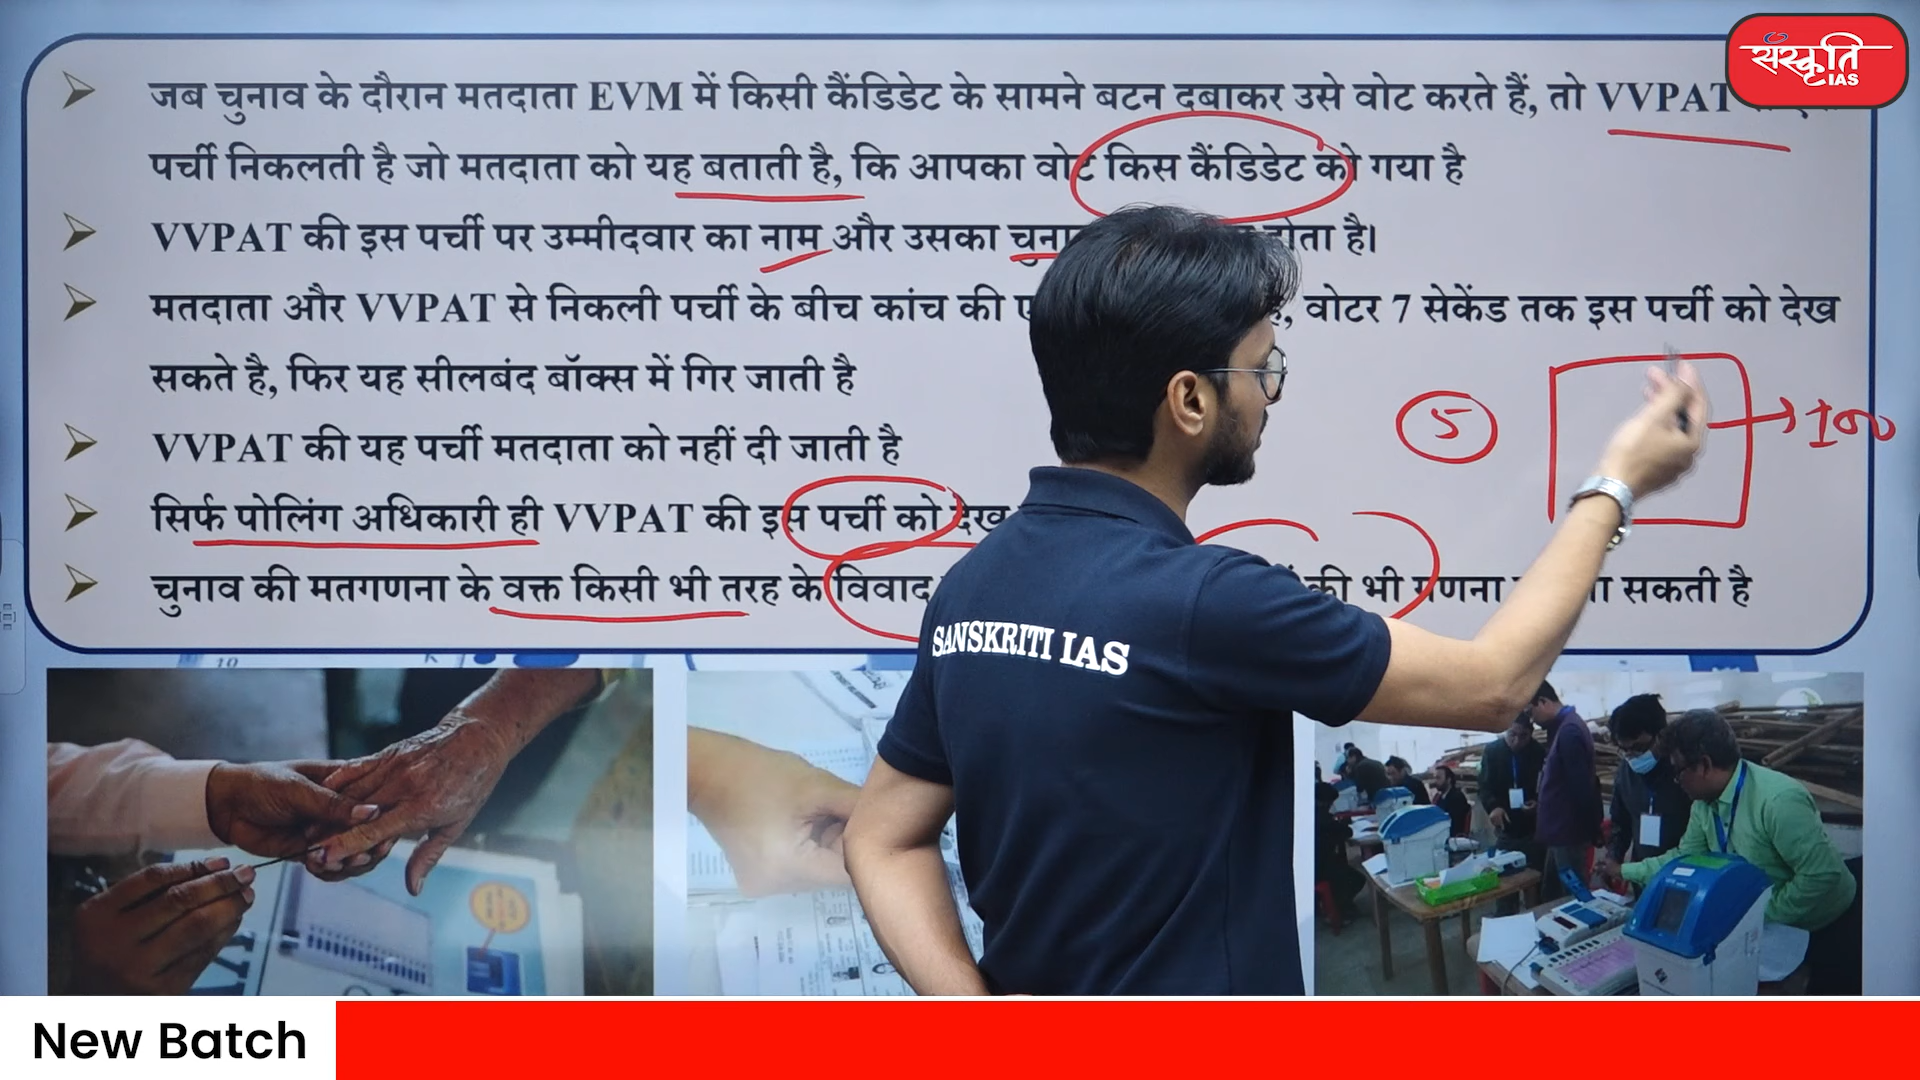 संस्कृति
IAS
जब चुनाव के दौरान मतदाता EVM में किसी कैंडिडेट के सामने बटन दबाकर उसे वोट करते हैं, तो VVPAT
पर्ची निकलती है जो मतदाता को यह बताती है, कि आपका वोट किस कैंडिडेट को गया है
VVPAT की इस पर्ची पर उम्मीदवार का नाम और उसका होता है।
मतदाता और VVPAT से निकली पर्ची के बीच कांच की वोटर 7 सेकेंड तक इस पर्ची को देख
सकते है, फिर यह सीलबंद बॉक्स में गिर जाती है
5
100
VVPAT की यह पर्ची मतदाता को नहीं दी जाती है
सिर्फ पोलिंग अधिकारी ही VVPAT की इस पर्ची को देख
चुनाव की मतगणना के वक्त किसी भी तरह के विवाद की भी गणना सकती है
SANSKRITI IAS
New Batch